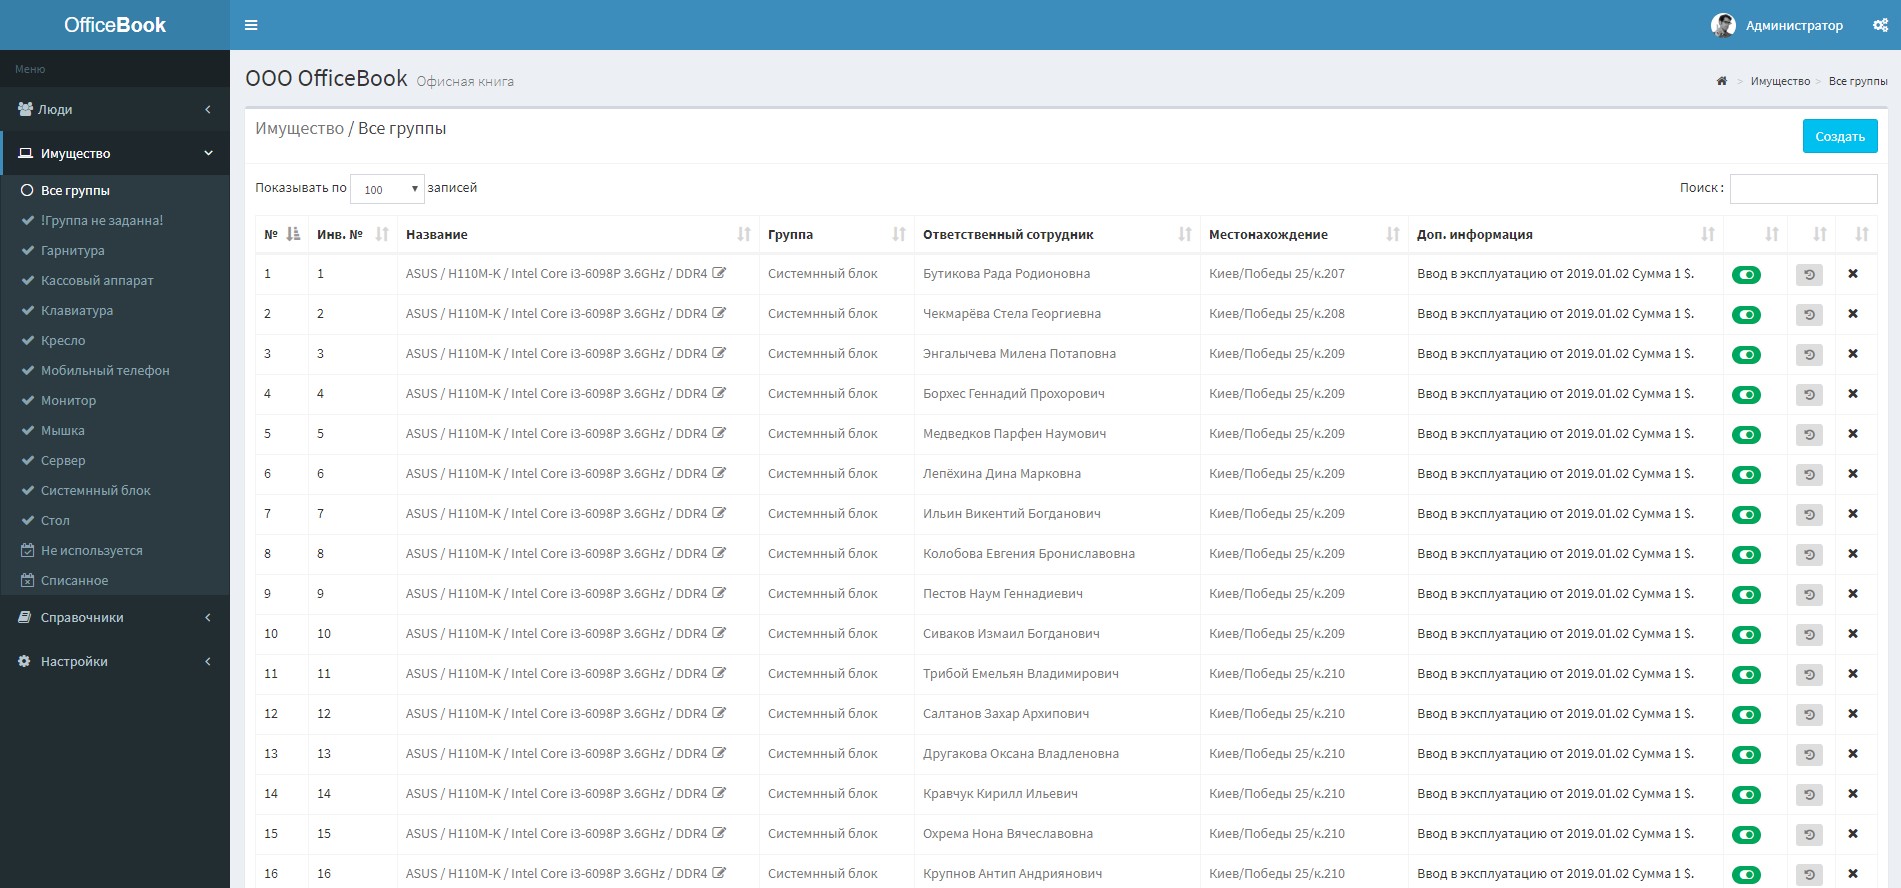 OfficeBook
Администратор
Меню
Люди
Имущество
Все группы
!Группа не заданна!
Гарнитура
Кассовый аппарат
Клавиатура
Кресло
Мобильный телефон
Монитор
Мышка
Сервер
Системнный блок
Стол
Не используется
Списанное
Справочники
Настройки
ООО OfficeBook Офисная книга
> Имущество > Все группы
Имущество / Все группы
Создать
Показывать по 100 записей
Поиск :
№ Инв. № Название Группа Ответственный сотрудник Местонахождение Доп. информация
1 1 ASUS / H110M-K / Intel Core i3-6098P 3.6GHz / DDR4 Системнный блок Бутикова Рада Родионовна Киев/Победы 25/к.207 Ввод в эксплуатацию от 2019.01.02 Сумма 1 $.
2 2 ASUS / H110M-K / Intel Core i3-6098P 3.6GHz / DDR4 Системнный блок Чекмарёва Стела Георгиевна Киев/Победы 25/к.208 Ввод в эксплуатацию от 2019.01.02 Сумма 1 $.
3 3 ASUS / H110M-K / Intel Core i3-6098P 3.6GHz / DDR4 Системнный блок Энгалычева Милена Потаповна Киев/Победы 25/к.209 Ввод в эксплуатацию от 2019.01.02 Сумма 1 $.
4 4 ASUS / H110M-K / Intel Core i3-6098P 3.6GHz / DDR4 Системнный блок Борхес Геннадий Прохорович Киев/Победы 25/к.209 Ввод в эксплуатацию от 2019.01.02 Сумма 1 $.
5 5 ASUS / H110M-K / Intel Core i3-6098P 3.6GHz / DDR4 Системнный блок Медведков Парфен Наумович Киев/Победы 25/к.209 Ввод в эксплуатацию от 2019.01.02 Сумма 1 $.
6 6 ASUS / H110M-K / Intel Core i3-6098P 3.6GHz / DDR4 Системнный блок Лепёхина Дина Марковна Киев/Победы 25/к.209 Ввод в эксплуатацию от 2019.01.02 Сумма 1 $.
7 7 ASUS / H110M-K / Intel Core i3-6098P 3.6GHz / DDR4 Системнный блок Ильин Викентий Богданович Киев/Победы 25/к.209 Ввод в эксплуатацию от 2019.01.02 Сумма 1 $.
8 8 ASUS / H110M-K / Intel Core i3-6098P 3.6GHz / DDR4 Системнный блок Колобова Евгения Брониславовна Киев/Победы 25/к.209 Ввод в эксплуатацию от 2019.01.02 Сумма 1 $.
9 9 ASUS / H110M-K / Intel Core i3-6098P 3.6GHz / DDR4 Системнный блок Пестов Наум Геннадиевич Киев/Победы 25/к.209 Ввод в эксплуатацию от 2019.01.02 Сумма 1 $.
10 10 ASUS / H110M-K / Intel Core i3-6098P 3.6GHz / DDR4 Системнный блок Сиваков Измаил Богданович Киев/Победы 25/к.209 Ввод в эксплуатацию от 2019.01.02 Сумма 1 $.
11 11 ASUS / H110M-K / Intel Core i3-6098P 3.6GHz / DDR4 Системнный блок Трибой Емельян Владимирович Киев/Победы 25/к.210 Ввод в эксплуатацию от 2019.01.02 Сумма 1 $.
12 12 ASUS / H110M-K / Intel Core i3-6098P 3.6GHz / DDR4 Системнный блок Салтанов Захар Архипович Киев/Победы 25/к.210 Ввод в эксплуатацию от 2019.01.02 Сумма 1 $.
13 13 ASUS / H110M-K / Intel Core i3-6098P 3.6GHz / DDR4 Системнный блок Другакова Оксана Владленовна Киев/Победы 25/к.210 Ввод в эксплуатацию от 2019.01.02 Сумма 1 $.
14 14 ASUS / H110M-K / Intel Core i3-6098P 3.6GHz / DDR4 Системнный блок Кравчук Кирилл Ильевич Киев/Победы 25/к.210 Ввод в эксплуатацию от 2019.01.02 Сумма 1 $.
15 15 ASUS / H110M-K / Intel Core i3-6098P 3.6GHz / DDR4 Системнный блок Охрема Нона Вячеславовна Киев/Победы 25/к.210 Ввод в эксплуатацию от 2019.01.02 Сумма 1 $.
16 16 ASUS / H110M-K / Intel Core i3-6098P 3.6GHz / DDR4 Системнный блок Крупнов Антип Андриянович Киев/Победы 25/к.210 Ввод в эксплуатацию от 2019.01.02 Сумма 1 $.